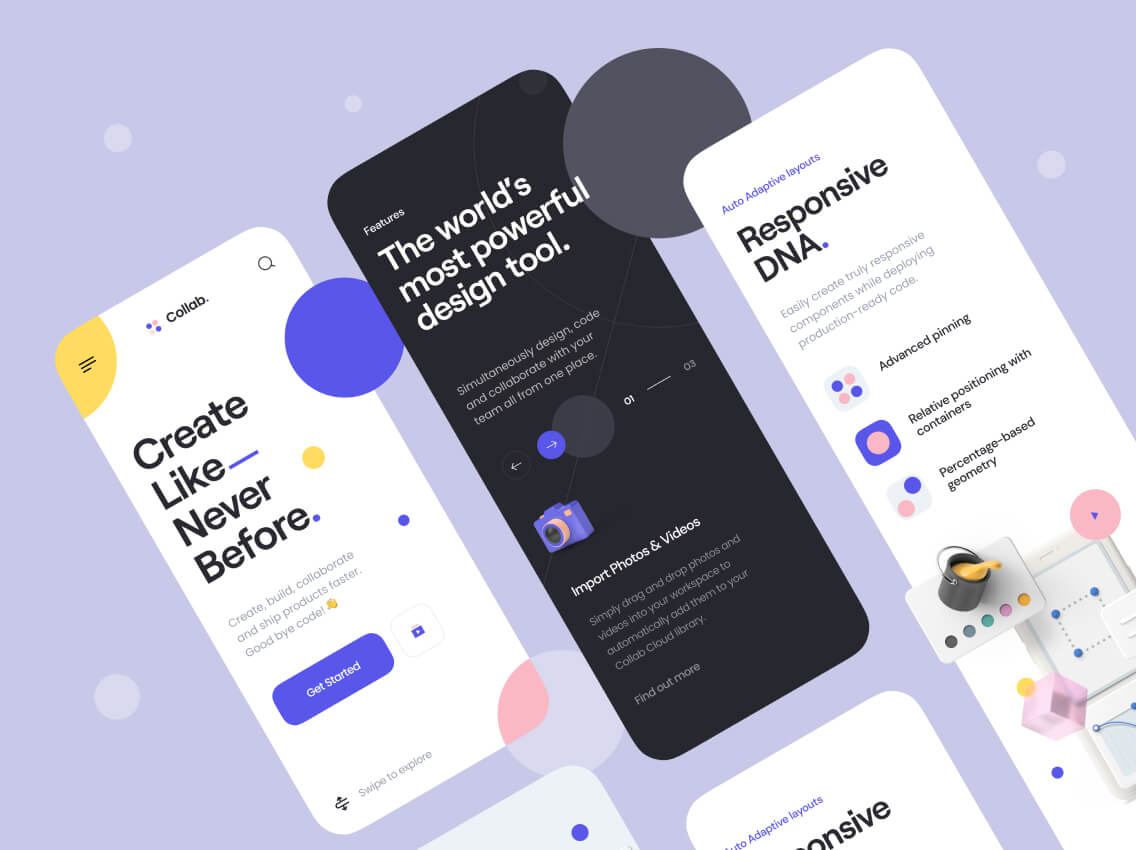 Collab.
Create
Like—
Never
Before.
Create, build, collaborate
and ship products faster.
Good bye code! 👏
Get Started
Swipe to explore
Features
The world's
most powerful
design tool.
Simultaneously design, code
and collaborate with your
team all from one place.
01
03
Import Photos & Videos
Simply drag and drop photos and
videos into your workspace to
automatically add them to your
Collab Cloud library.
Find out more
Auto Adaptive layouts
Responsive
DNA.
Easily create truly responsive
components while deploying
production-ready code.
Advanced pinning
Relative positioning with
containers
Percentage-based
geometry
Auto Adaptive layouts
ponsive